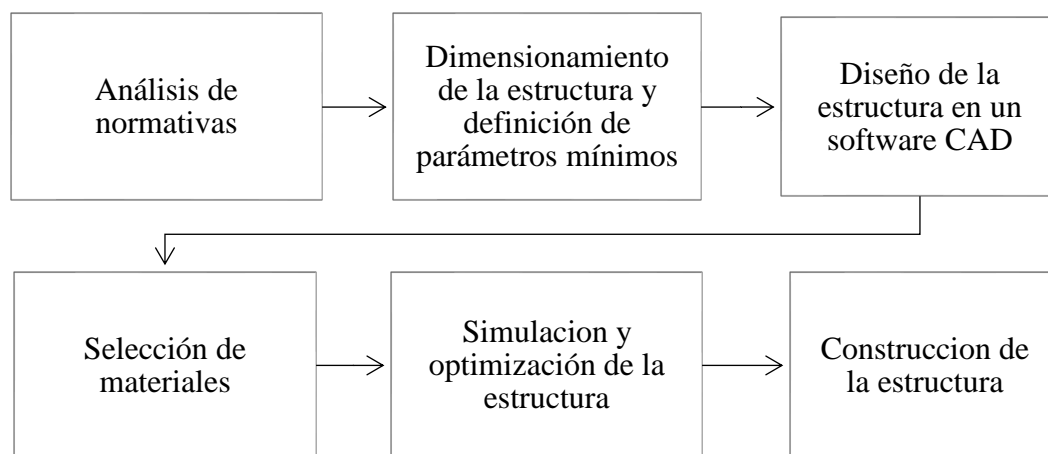 Análisis de
normativas
Dimensionamiento
de la estructura y
definición de
parámetros mínimos
Diseño de la
estructura en un
software CAD
Selección de
materiales
Simulacion y
optimización de la
estructura
Construccion de
la estructura